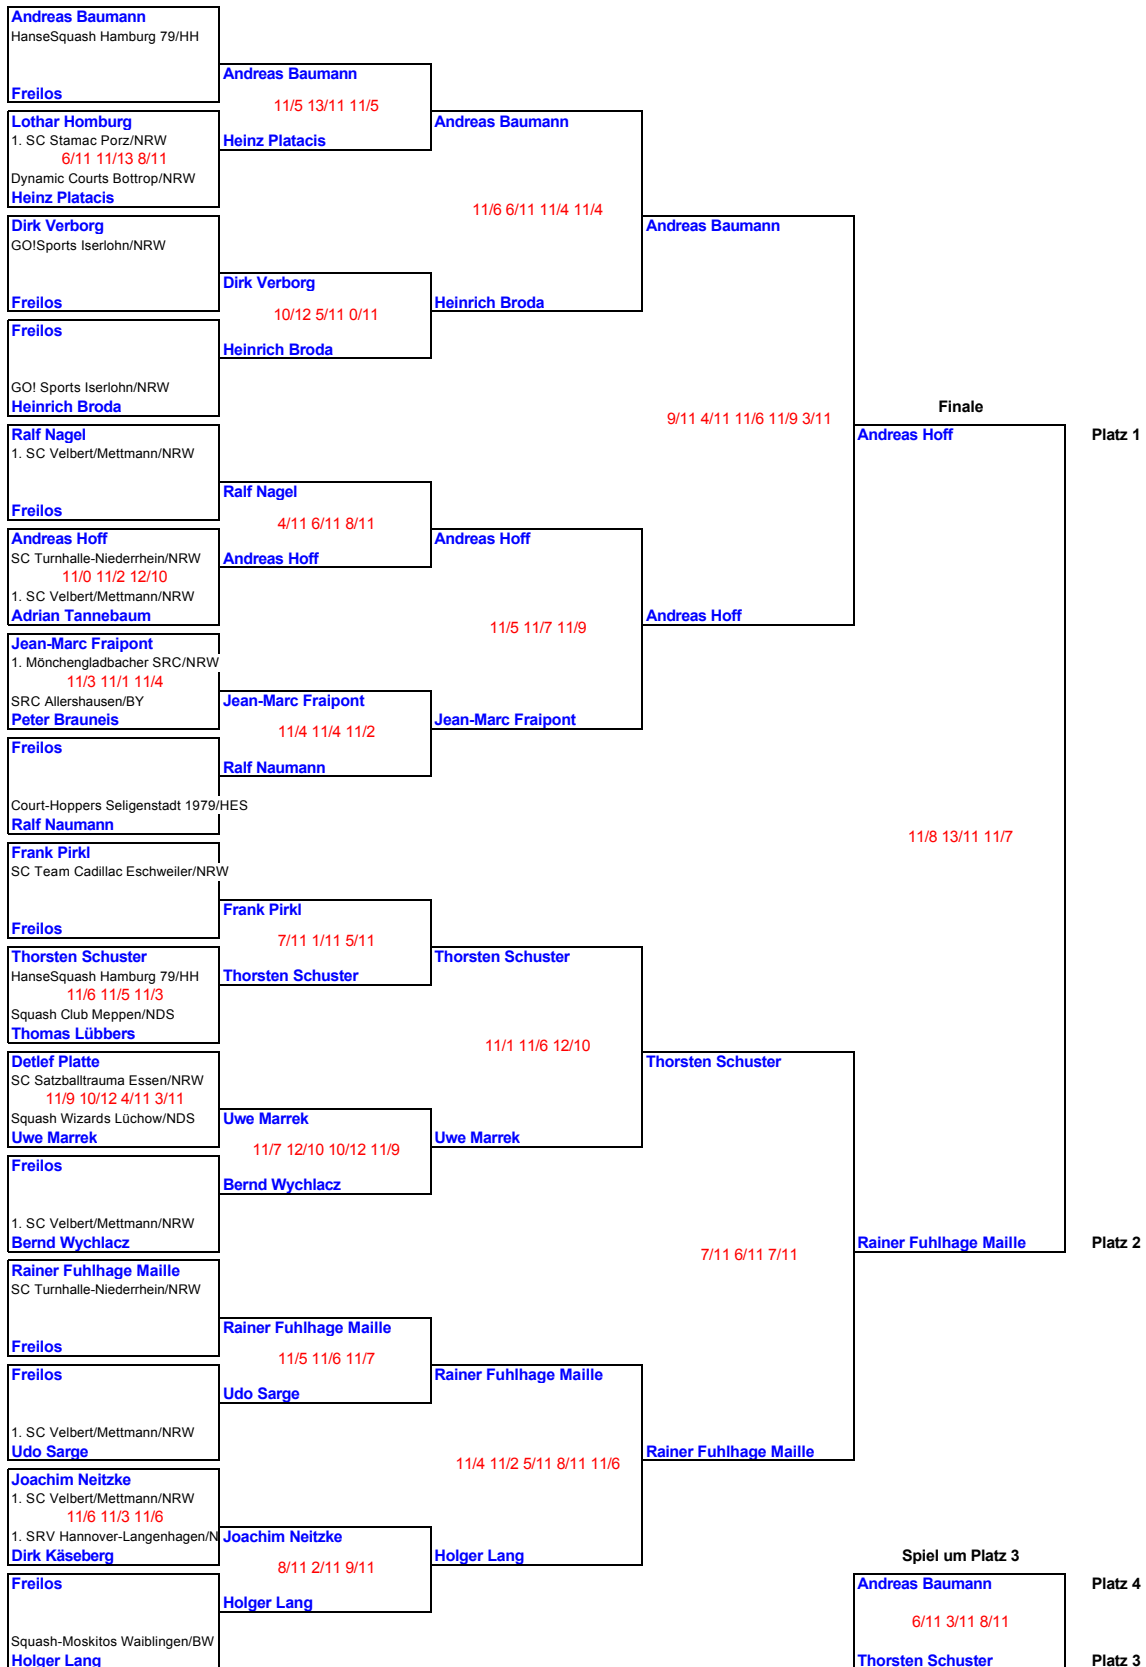 Andreas Baumann
HanseSquash Hamburg 79/HH
Freilos
Lothar Homburg
1. SC Stamac Porz/NRW
6/11 11/13 8/11
Dynamic Courts Bottrop/NRW
Heinz Platacis
Dirk Verborg
GO!Sports Iserlohn/NRW
Freilos
Freilos
GO! Sports Iserlohn/NRW
Heinrich Broda
Ralf Nagel
1. SC Velbert/Mettmann/NRW
Freilos
Andreas Hoff
SC Turnhalle-Niederrhein/NRW
11/0 11/2 12/10
1. SC Velbert/Mettmann/NRW
Adrian Tannebaum
Jean-Marc Fraipont
1. Mönchengladbacher SRC/NRW
11/3 11/1 11/4
SRC Allershausen/BY
Peter Brauneis
Freilos
Court-Hoppers Seligenstadt 1979/HES
Ralf Naumann
Frank Pirkl
SC Team Cadillac Eschweiler/NRW
Freilos
Thorsten Schuster
HanseSquash Hamburg 79/HH
11/6 11/5 11/3
Squash Club Meppen/NDS
Thomas Lübbers
Detlef Platte
SC Satzballtrauma Essen/NRW
11/9 10/12 4/11 3/11
Squash Wizards Lüchow/NDS
Uwe Marrek
Freilos
1. SC Velbert/Mettmann/NRW
Bernd Wychlacz
Rainer Fuhlhage Maille
SC Turnhalle-Niederrhein/NRW
Freilos
Freilos
1. SC Velbert/Mettmann/NRW
Udo Sarge
Joachim Neitzke
1. SC Velbert/Mettmann/NRW
11/6 11/3 11/6
1. SRV Hannover-Langenhagen/N
Dirk Käseberg
Freilos
Squash-Moskitos Waiblingen/BW
Holger Lang
Andreas Baumann
11/5 13/11 11/5
Heinz Platacis
Dirk Verborg
10/12 5/11 0/11
Heinrich Broda
Ralf Nagel
4/11 6/11 8/11
Andreas Hoff
Jean-Marc Fraipont
11/4 11/4 11/2
Ralf Naumann
Frank Pirkl
7/11 1/11 5/11
Thorsten Schuster
Uwe Marrek
11/7 12/10 10/12 11/9
Bernd Wychlacz
Rainer Fuhlhage Maille
11/5 11/6 11/7
Udo Sarge
Joachim Neitzke
8/11 2/11 9/11
Holger Lang
Andreas Baumann
11/6 6/11 11/4 11/4
Heinrich Broda
Andreas Hoff
11/5 11/7 11/9
Jean-Marc Fraipont
Thorsten Schuster
11/1 11/6 12/10
Uwe Marrek
Rainer Fuhlhage Maille
11/4 11/2 5/11 8/11 11/6
Holger Lang
Andreas Baumann
9/11 4/11 11/6 11/9 3/11
Andreas Hoff
Thorsten Schuster
7/11 6/11 7/11
Rainer Fuhlhage Maille
Finale
Andreas Hoff
Platz 1
11/8 13/11 11/7
Rainer Fuhlhage Maille
Platz 2
Spiel um Platz 3
Andreas Baumann
Platz 4
6/11 3/11 8/11
Thorsten Schuster
Platz 3